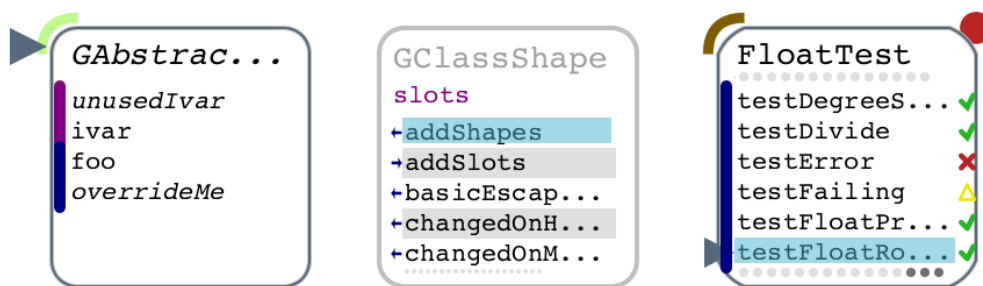 GAbstrac...
unusedIvar
ivar
foo
overrideMe
GClassShape
slots
←addShapes
→addSlots
←basicEscap...
←changedOnH...
←changedOnM...
FloatTest
testDegreeS...
testDivide
testError
testFailing
testFloatPr...
testFloatRo...